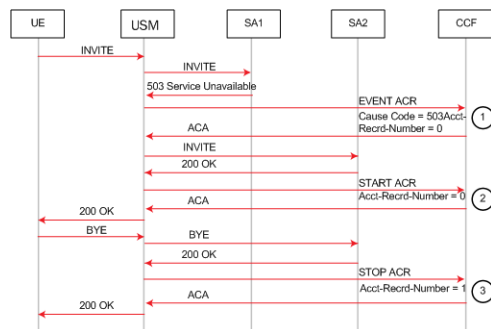 UE
USM
SA1
SA2
CCF
INVITE
INVITE
503 Service Unavailable
EVENT ACR
Cause Code = 503Acct-
Recrd-Number = 0
1
ACA
INVITE
200 OK
START ACR
Acct-Recrd-Number = 0
2
ACA
200 OK
BYE
BYE
200 OK
STOP ACR
Acct-Recrd-Number = 1
3
ACA
200 OK